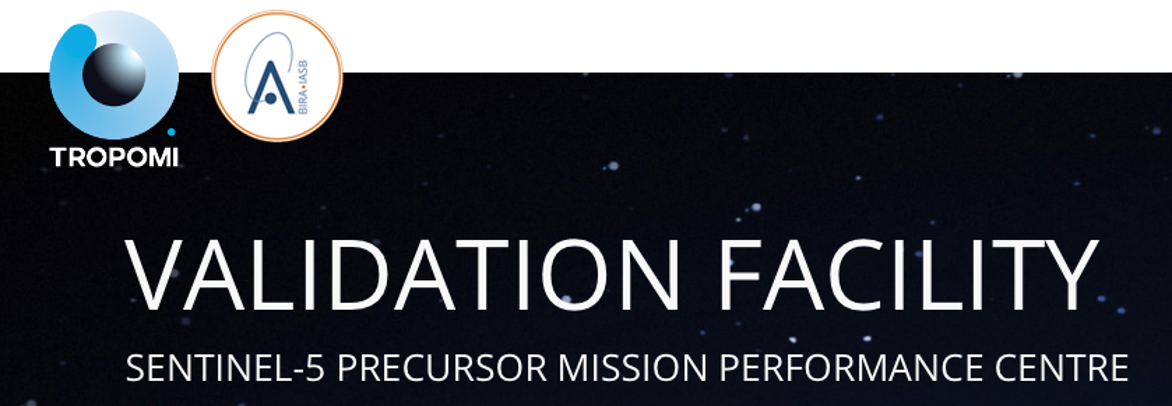 TROPOMI
BIRA•IASB
VALIDATION FACILITY
SENTINEL-5 PRECURSOR MISSION PERFORMANCE CENTRE